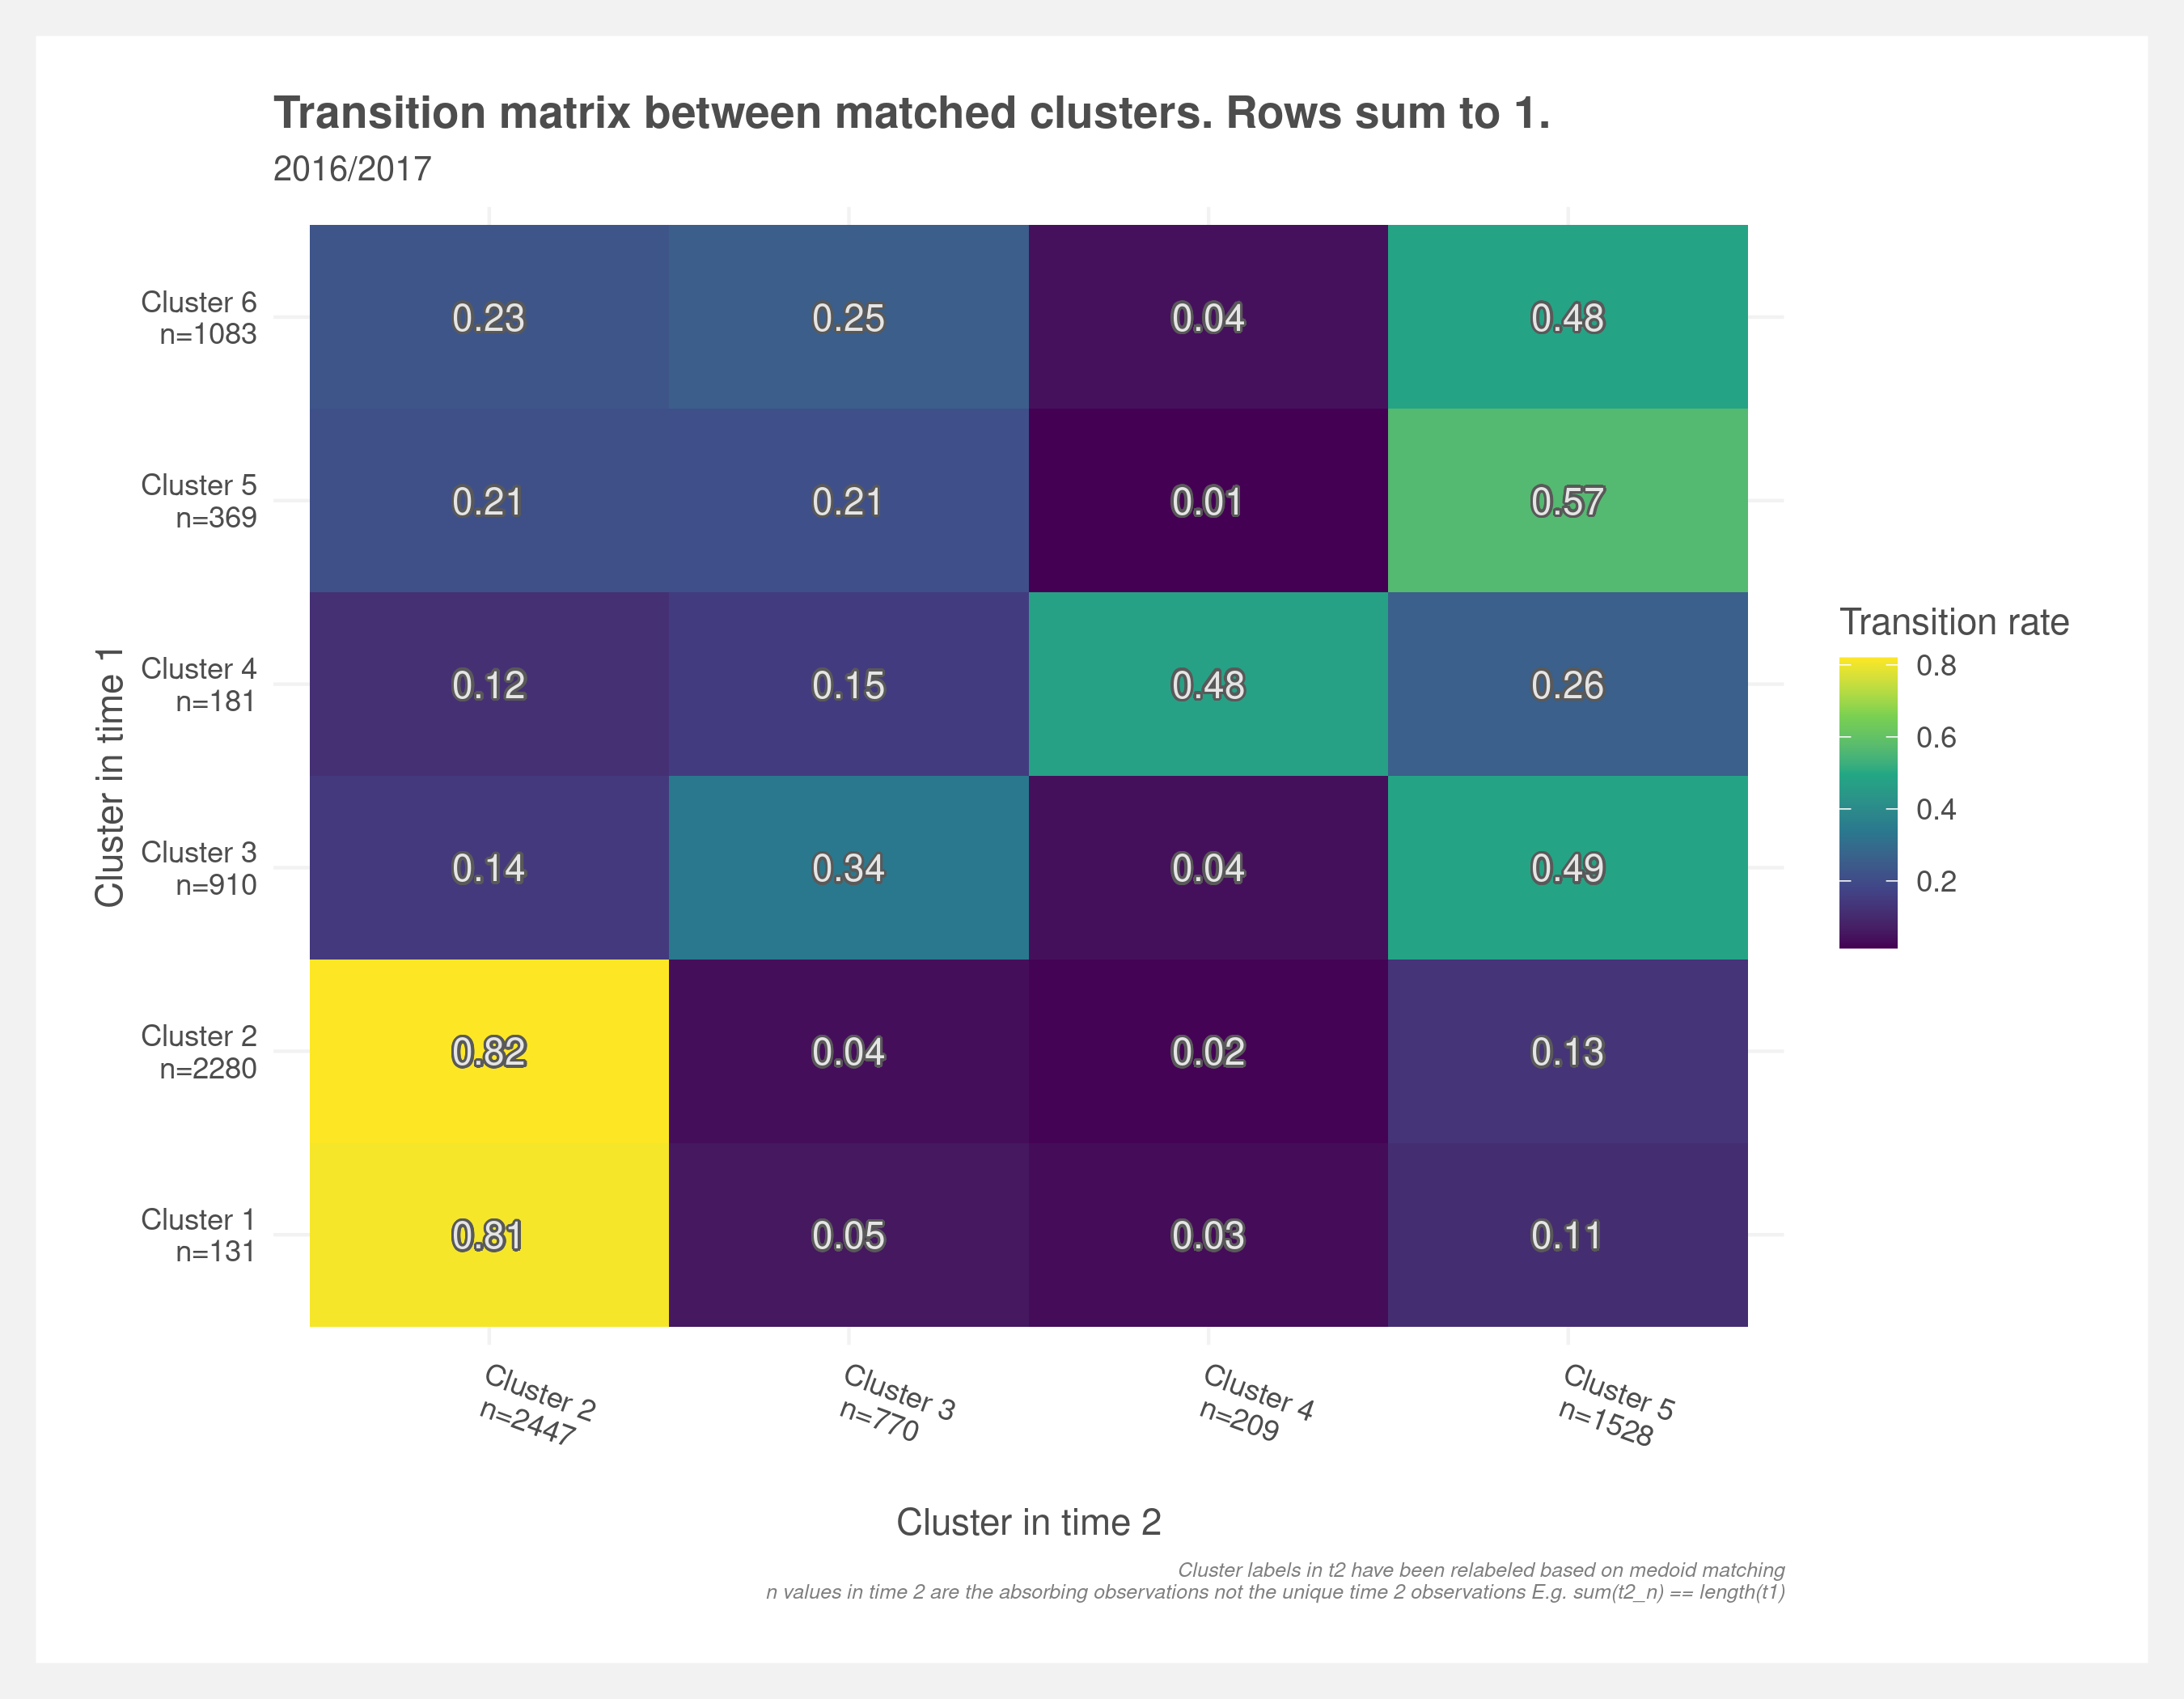 Transition matrix between matched clusters. Rows sum to 1.
2016/2017
Cluster in time 1
Cluster 6
n=1083
0.23 0.25 0.04 0.48
Cluster 5
n=369
0.21 0.21 0.01 0.57
Cluster 4
n=181
0.12 0.15 0.48 0.26
Cluster 3
n=910
0.14 0.34 0.04 0.49
Cluster 2
n=2280
0.82 0.04 0.02 0.13
Cluster 1
n=131
0.81 0.05 0.03 0.11
Cluster 2
n=2447
Cluster 3
n=770
Cluster 4
n=209
Cluster 5
n=1528
Cluster in time 2
Transition rate
0.8
0.6
0.4
0.2
Cluster labels in t2 have been relabeled based on medoid matching
n values in time 2 are the absorbing observations not the unique time 2 observations E.g. sum(t2_n) == length(t1)